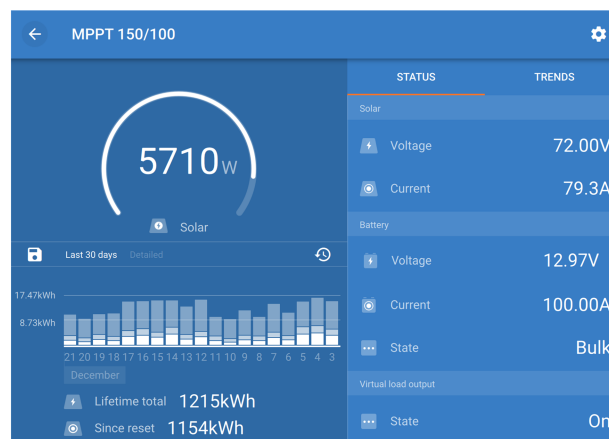 MPPT 150/100
STATUS TRENDS
Solar
5710W
Voltage 72.00V
Current 79.3A
Solar
Battery
Last 30 days Detailed
Voltage 12.97V
17.47kWh
8.73kWh
Current 100.00A
State Bulk
21 20 19 18 17 16 15 14 13 12 11 10 9 8 7 6 5 4 3
December
Virtual load output
Lifetime total 1215kWh
Since reset 1154kWh
State On